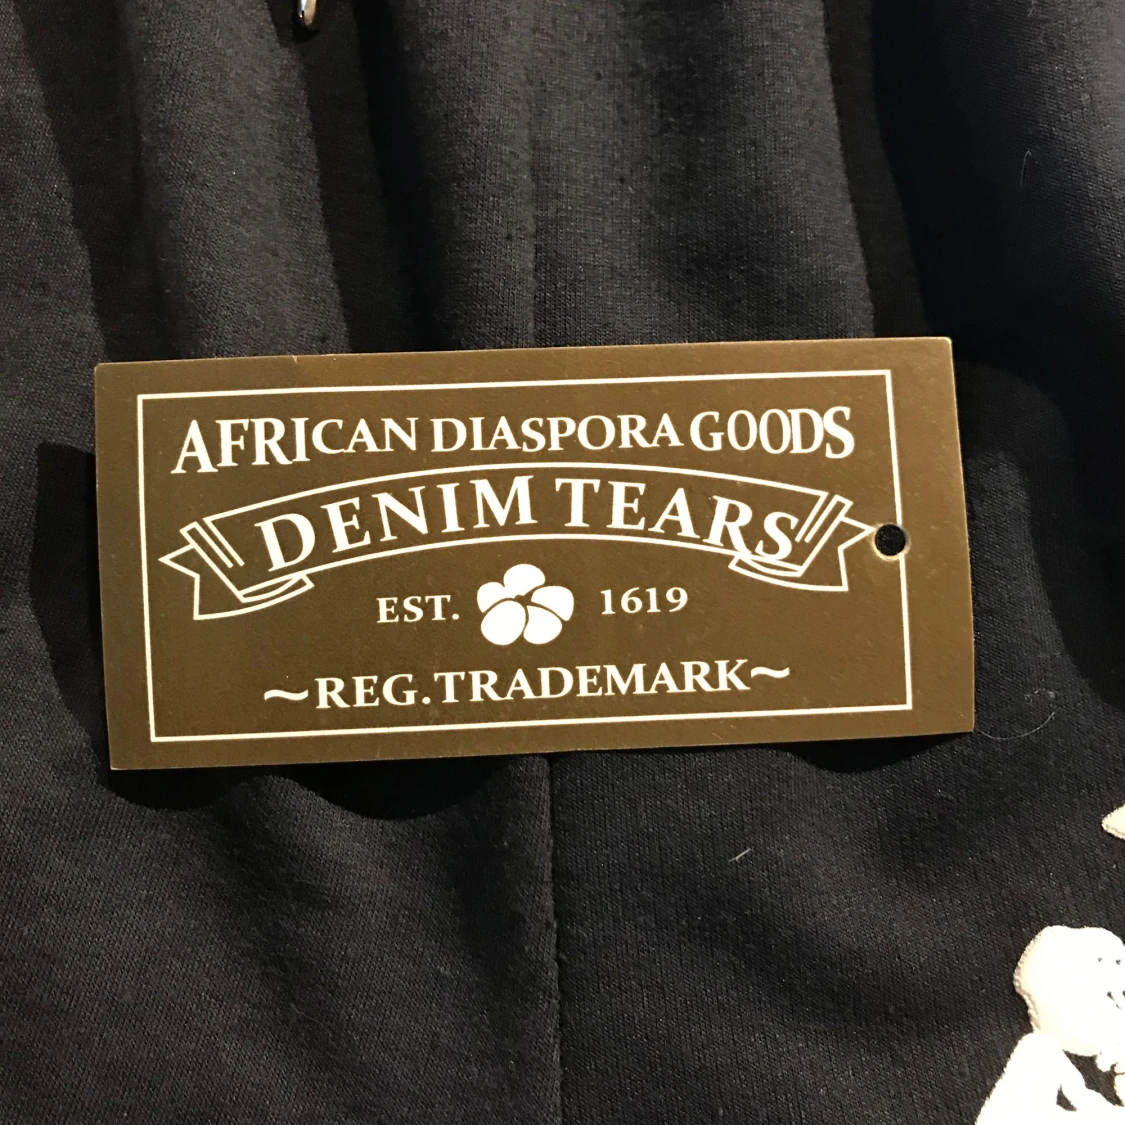 AFRICAN DIASPORA GOODS
DENIM TEARS
EST. 1619
~REG. TRADEMARK~